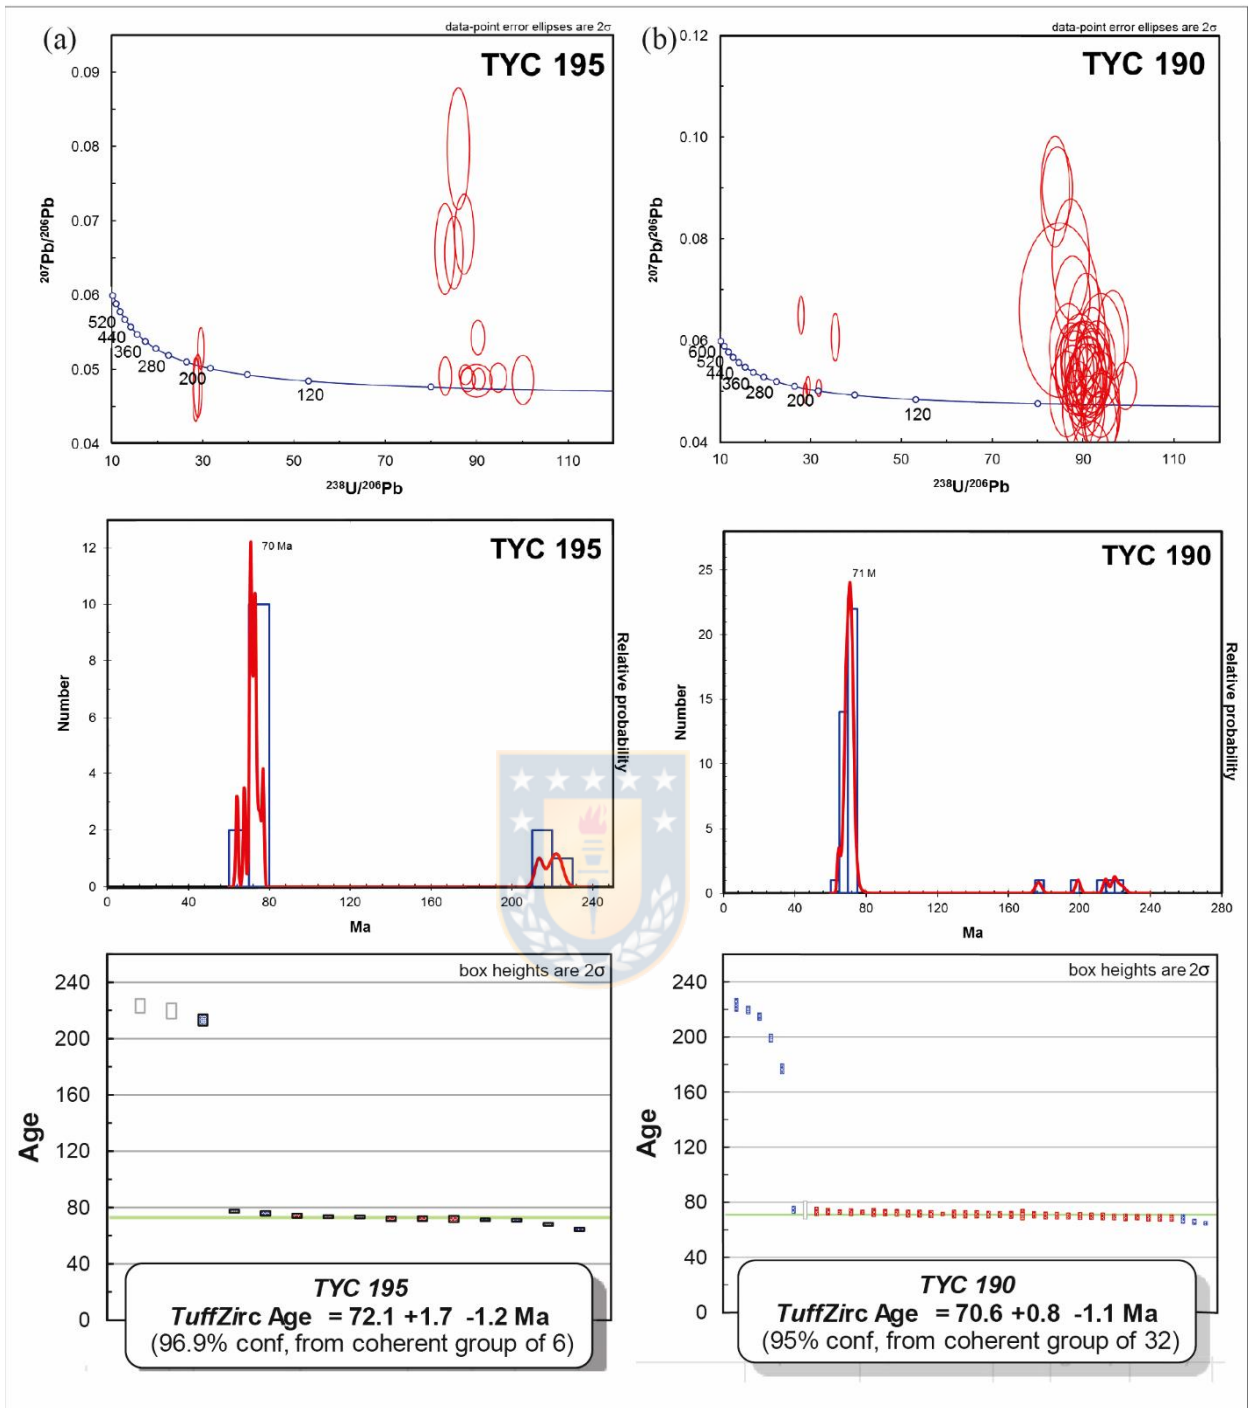 (a)
data-point error ellipses are 2σ
TYC 195
0.09
0.08
0.07
0.06
0.05
0.04
207Pb/206Pb
520
440
360
280
200
120
10 30 50 70 90 110
238U/206Pb
(b)
data-point error ellipses are 2σ
TYC 190
0.12
0.10
0.08
0.06
0.04
207Pb/206Pb
600
520
440
360
280
200
120
10 30 50 70 90 110
238U/206Pb
TYC 195
70 Ma
12
10
8
6
4
2
0
Number
Relative probability
0 40 80 120 160 200 240
Ma
TYC 190
71 M
25
20
15
10
5
0
Number
Relative probability
0 40 80 120 160 200 240 280
Ma
box heights are 2σ
240
200
160
120
80
40
0
Age
TYC 195
TuffZirc Age = 72.1 +1.7 -1.2 Ma
(96.9% conf, from coherent group of 6)
box heights are 2σ
240
200
160
120
80
40
0
Age
TYC 190
TuffZirc Age = 70.6 +0.8 -1.1 Ma
(95% conf, from coherent group of 32)